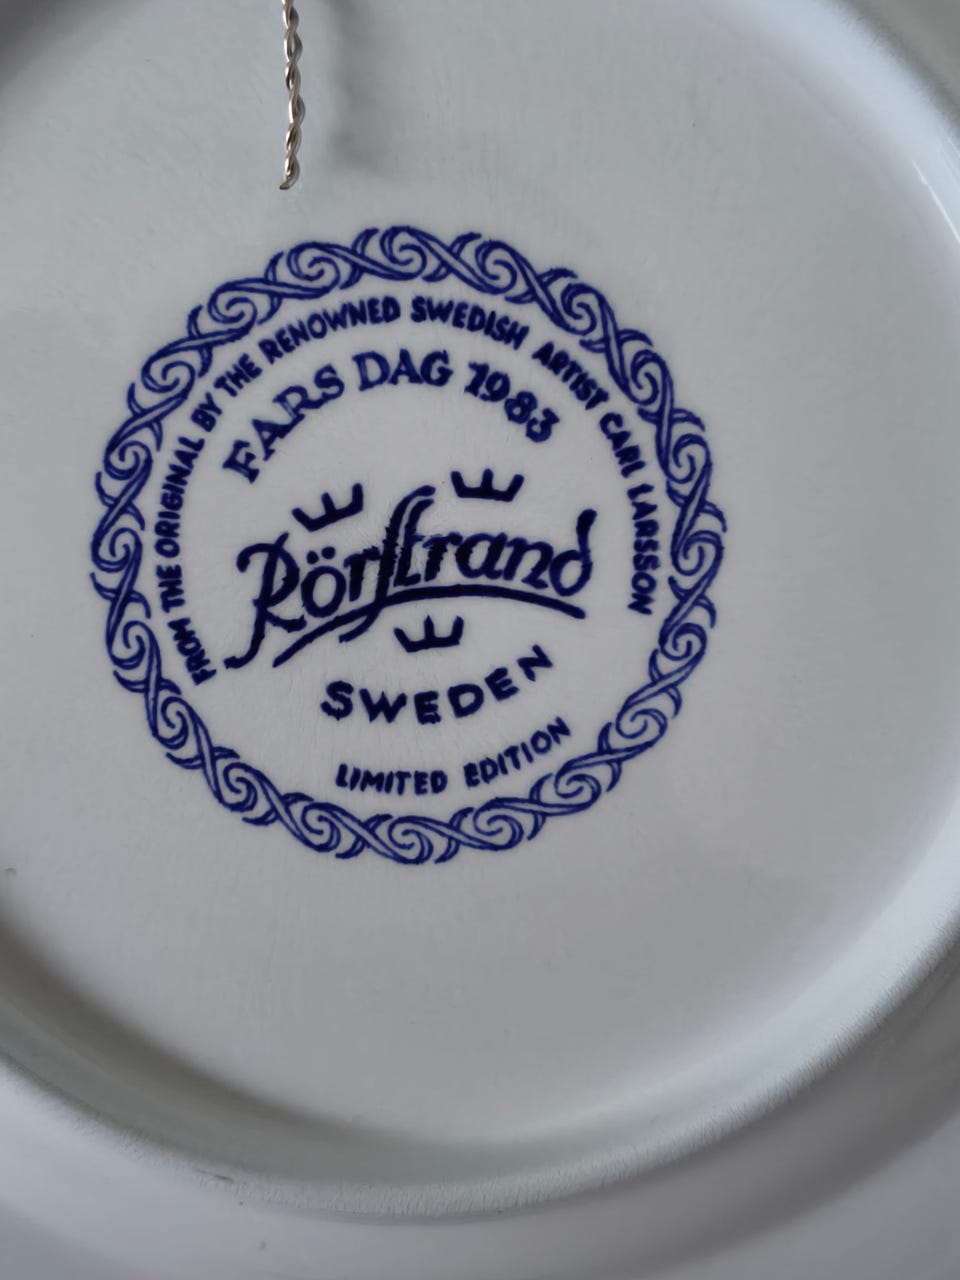 FROM THE ORIGINAL BY THE RENOWNED SWEDISH ARTIST CARL LARSSON
FARS DAG 1983
Rörstrand
SWEDEN
LIMITED EDITION